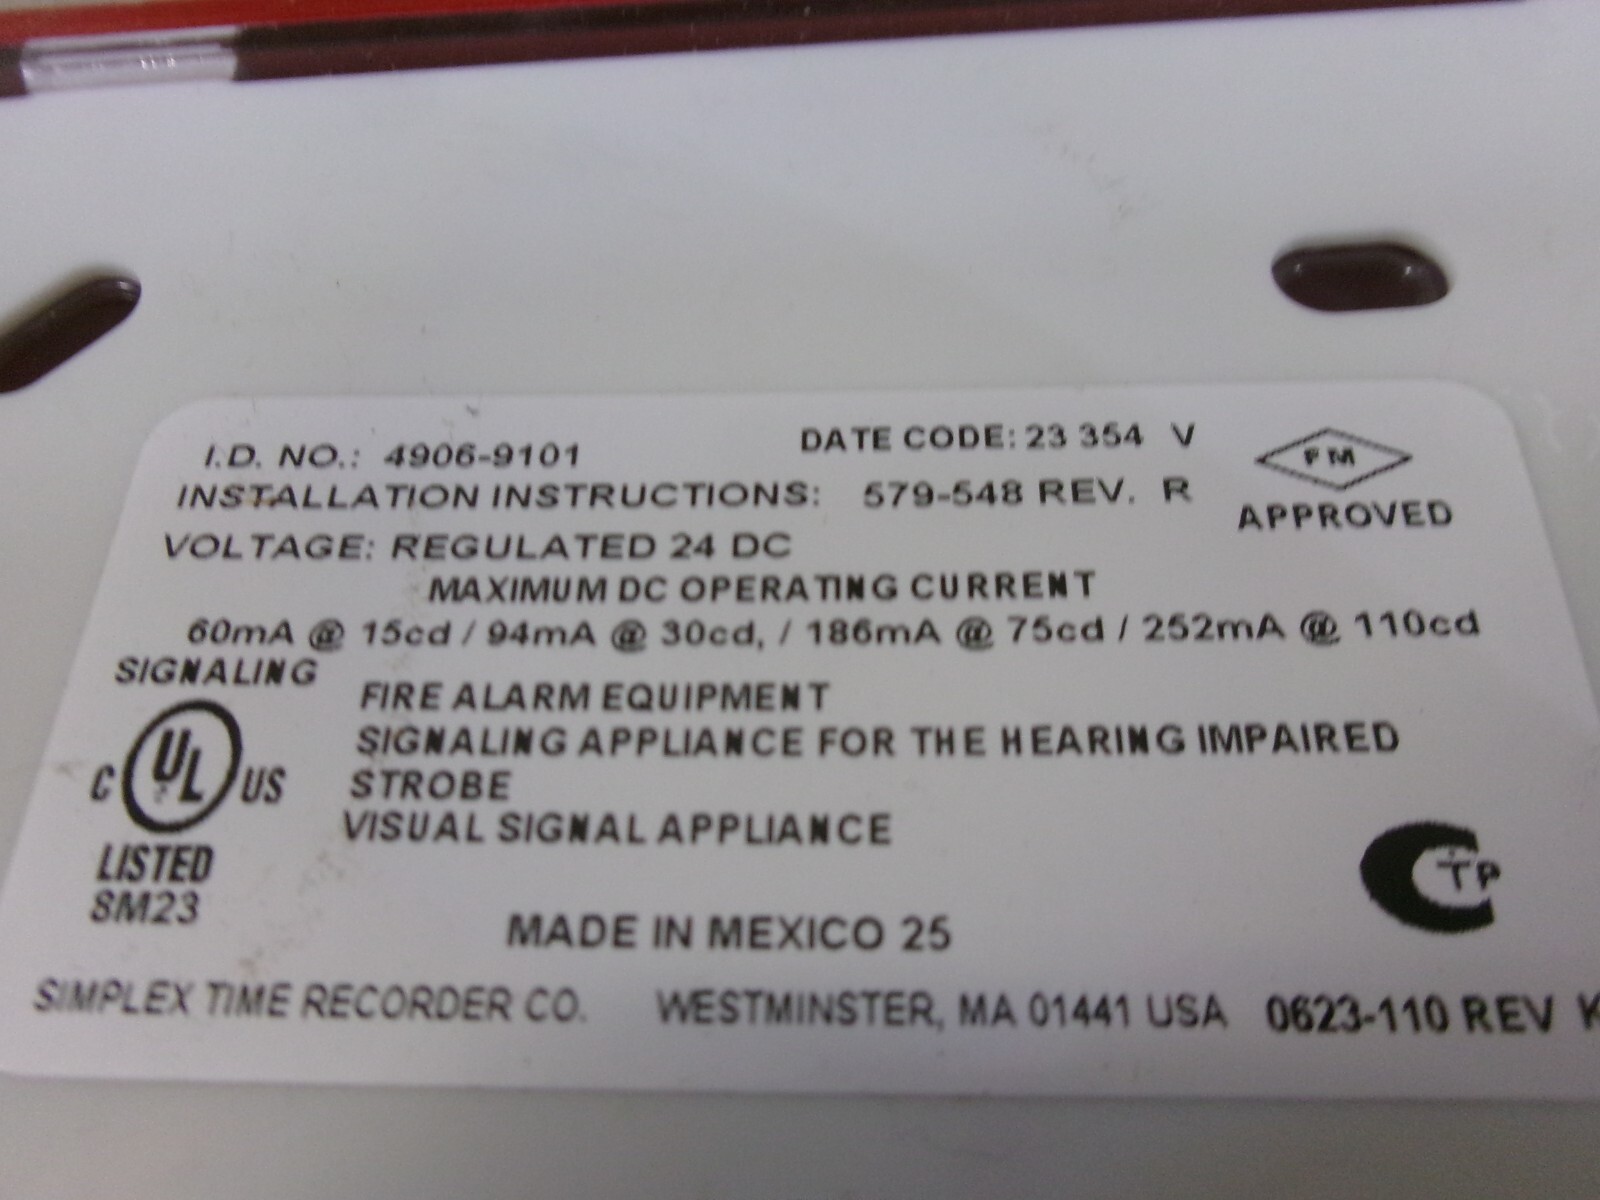 I.D. NO.: 4906-9101 DATE CODE: 23 354 V
FM
INSTALLATION INSTRUCTIONS: 579-548 REV. R
APPROVED
VOLTAGE: REGULATED 24 DC
MAXIMUM DC OPERATING CURRENT
60mA @ 15cd / 94mA @ 30cd, / 186mA @ 75cd / 252mA @ 110cd
SIGNALING
FIRE ALARM EQUIPMENT
SIGNALING APPLIANCE FOR THE HEARING IMPAIRED
C UL US
STROBE
VISUAL SIGNAL APPLIANCE
LISTED
SM23
CTP
MADE IN MEXICO 25
SIMPLEX TIME RECORDER CO. WESTMINSTER, MA 01441 USA 0623-110 REV K